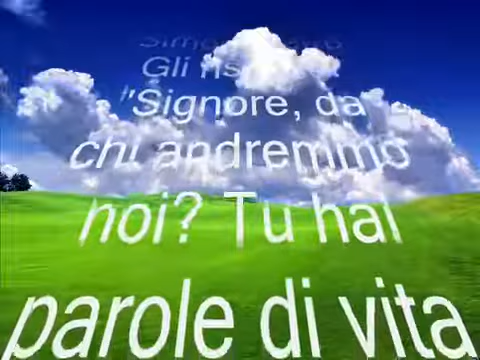 Gli
"Signore, da
chi andremmo
noi? Tu hai
parole di vita